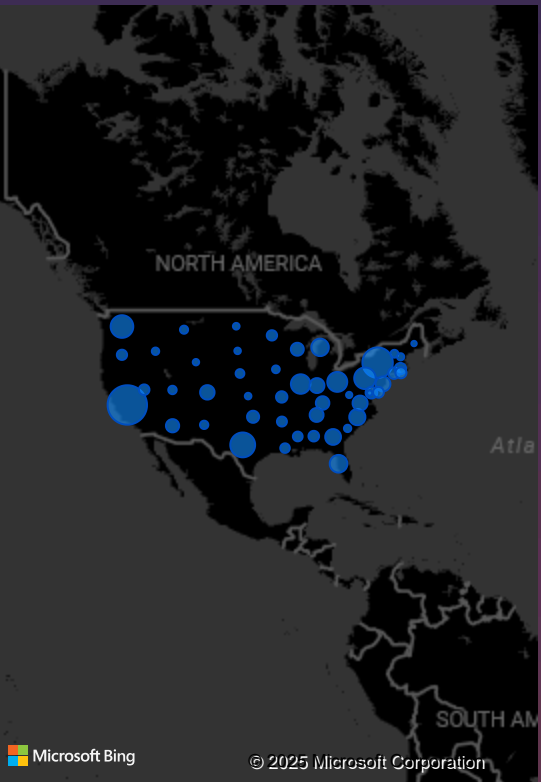 NORTH AMERICA
Atla
SOUTH AM
Microsoft Bing
© 2025 Microsoft Corporation